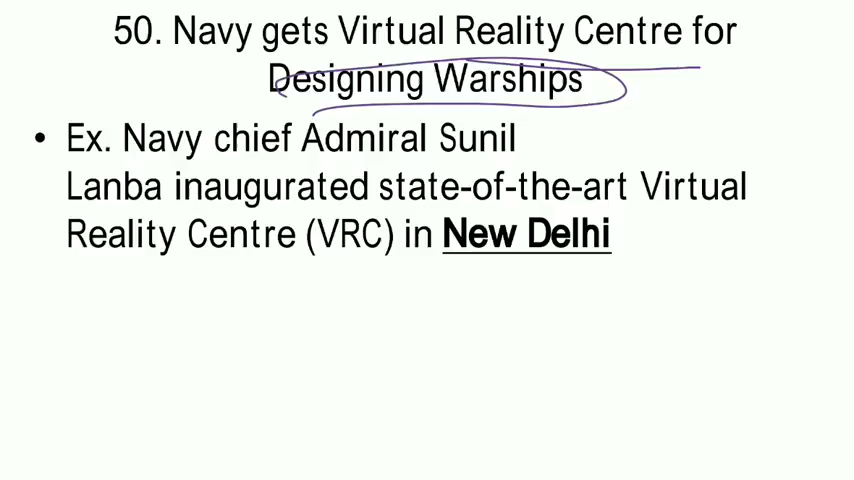 50. Navy gets Virtual Reality Centre for
Designing Warships
• Ex. Navy chief Admiral Sunil
Lanba inaugurated state-of-the-art Virtual
Reality Centre (VRC) in New Delhi